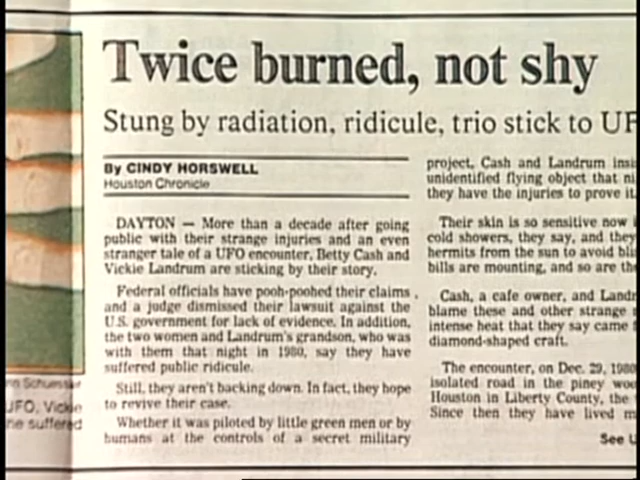 Twice burned, not shy
Stung by radiation, ridicule, trio stick to UF
By CINDY HORSWELL
Houston Chronicle
DAYTON — More than a decade after going
public with their strange injuries and an even
stranger tale of a UFO encounter, Betty Cash and
Vickie Landrum are sticking by their story.
Federal officials have pooh-poohed their claims
and a judge dismissed their lawsuit against the
U.S. government for lack of evidence. In addition,
the two women and Landrum's grandson, who was
with them that night in 1980, say they have
suffered public ridicule.
Still, they aren't backing down. In fact, they hope
to revive their case.
Whether it was piloted by little green men or by
humans at the controls of a secret military
project, Cash and Landrum insi
unidentified flying object that ni
they have the injuries to prove it
Their skin is so sensitive now
cold showers, they say, and they
hermits from the sun to avoid bli
bills are mounting, and so are th
Cash, a cafe owner, and Landr
blame these and other strange
intense heat that they say came
diamond-shaped craft.
The encounter, on Dec. 29, 1980
isolated road in the piney woo
Houston in Liberty County, the
Since then they have lived m
See U
Schuessler
UFO, Vickie
suffered